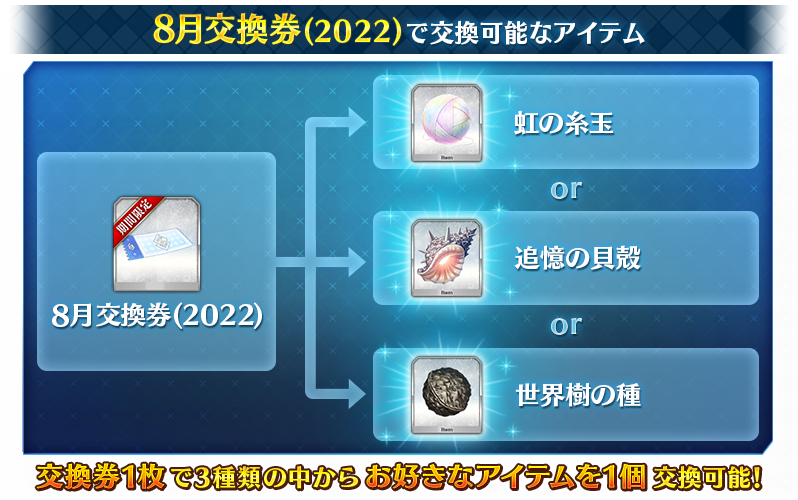 8月交換券(2022)で交換可能なアイテム
虹の糸玉
Item
or
期間限定
8月交換券(2022)
追憶の貝殻
Item
or
世界樹の種
Item
交換券1枚で3種類の中からお好きなアイテムを1個交換可能!